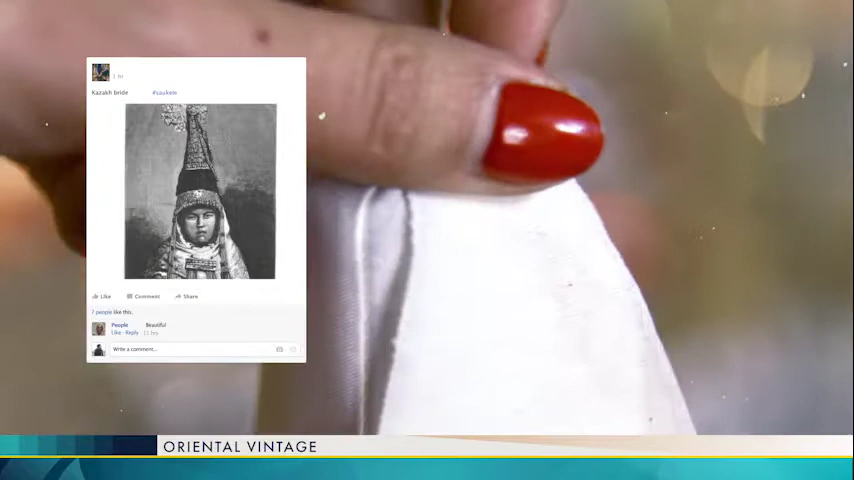 1 hr
Kazakh bride #saukele
Like Comment Share
7 people like this.
People Beautiful
Like · Reply 11 hrs
Write a comment...
ORIENTAL VINTAGE